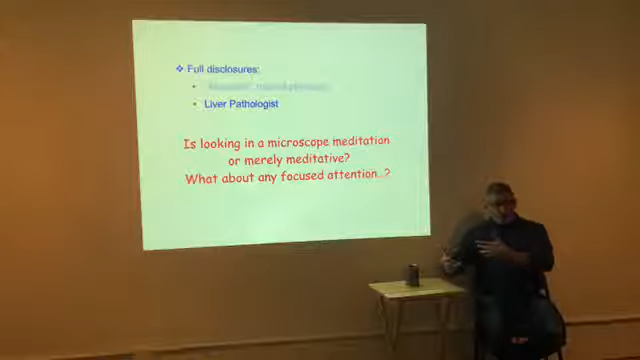 ❖ Full disclosures:
• Liver Pathologist
Is looking in a microscope meditation
or merely meditative?
What about any focused attention...?